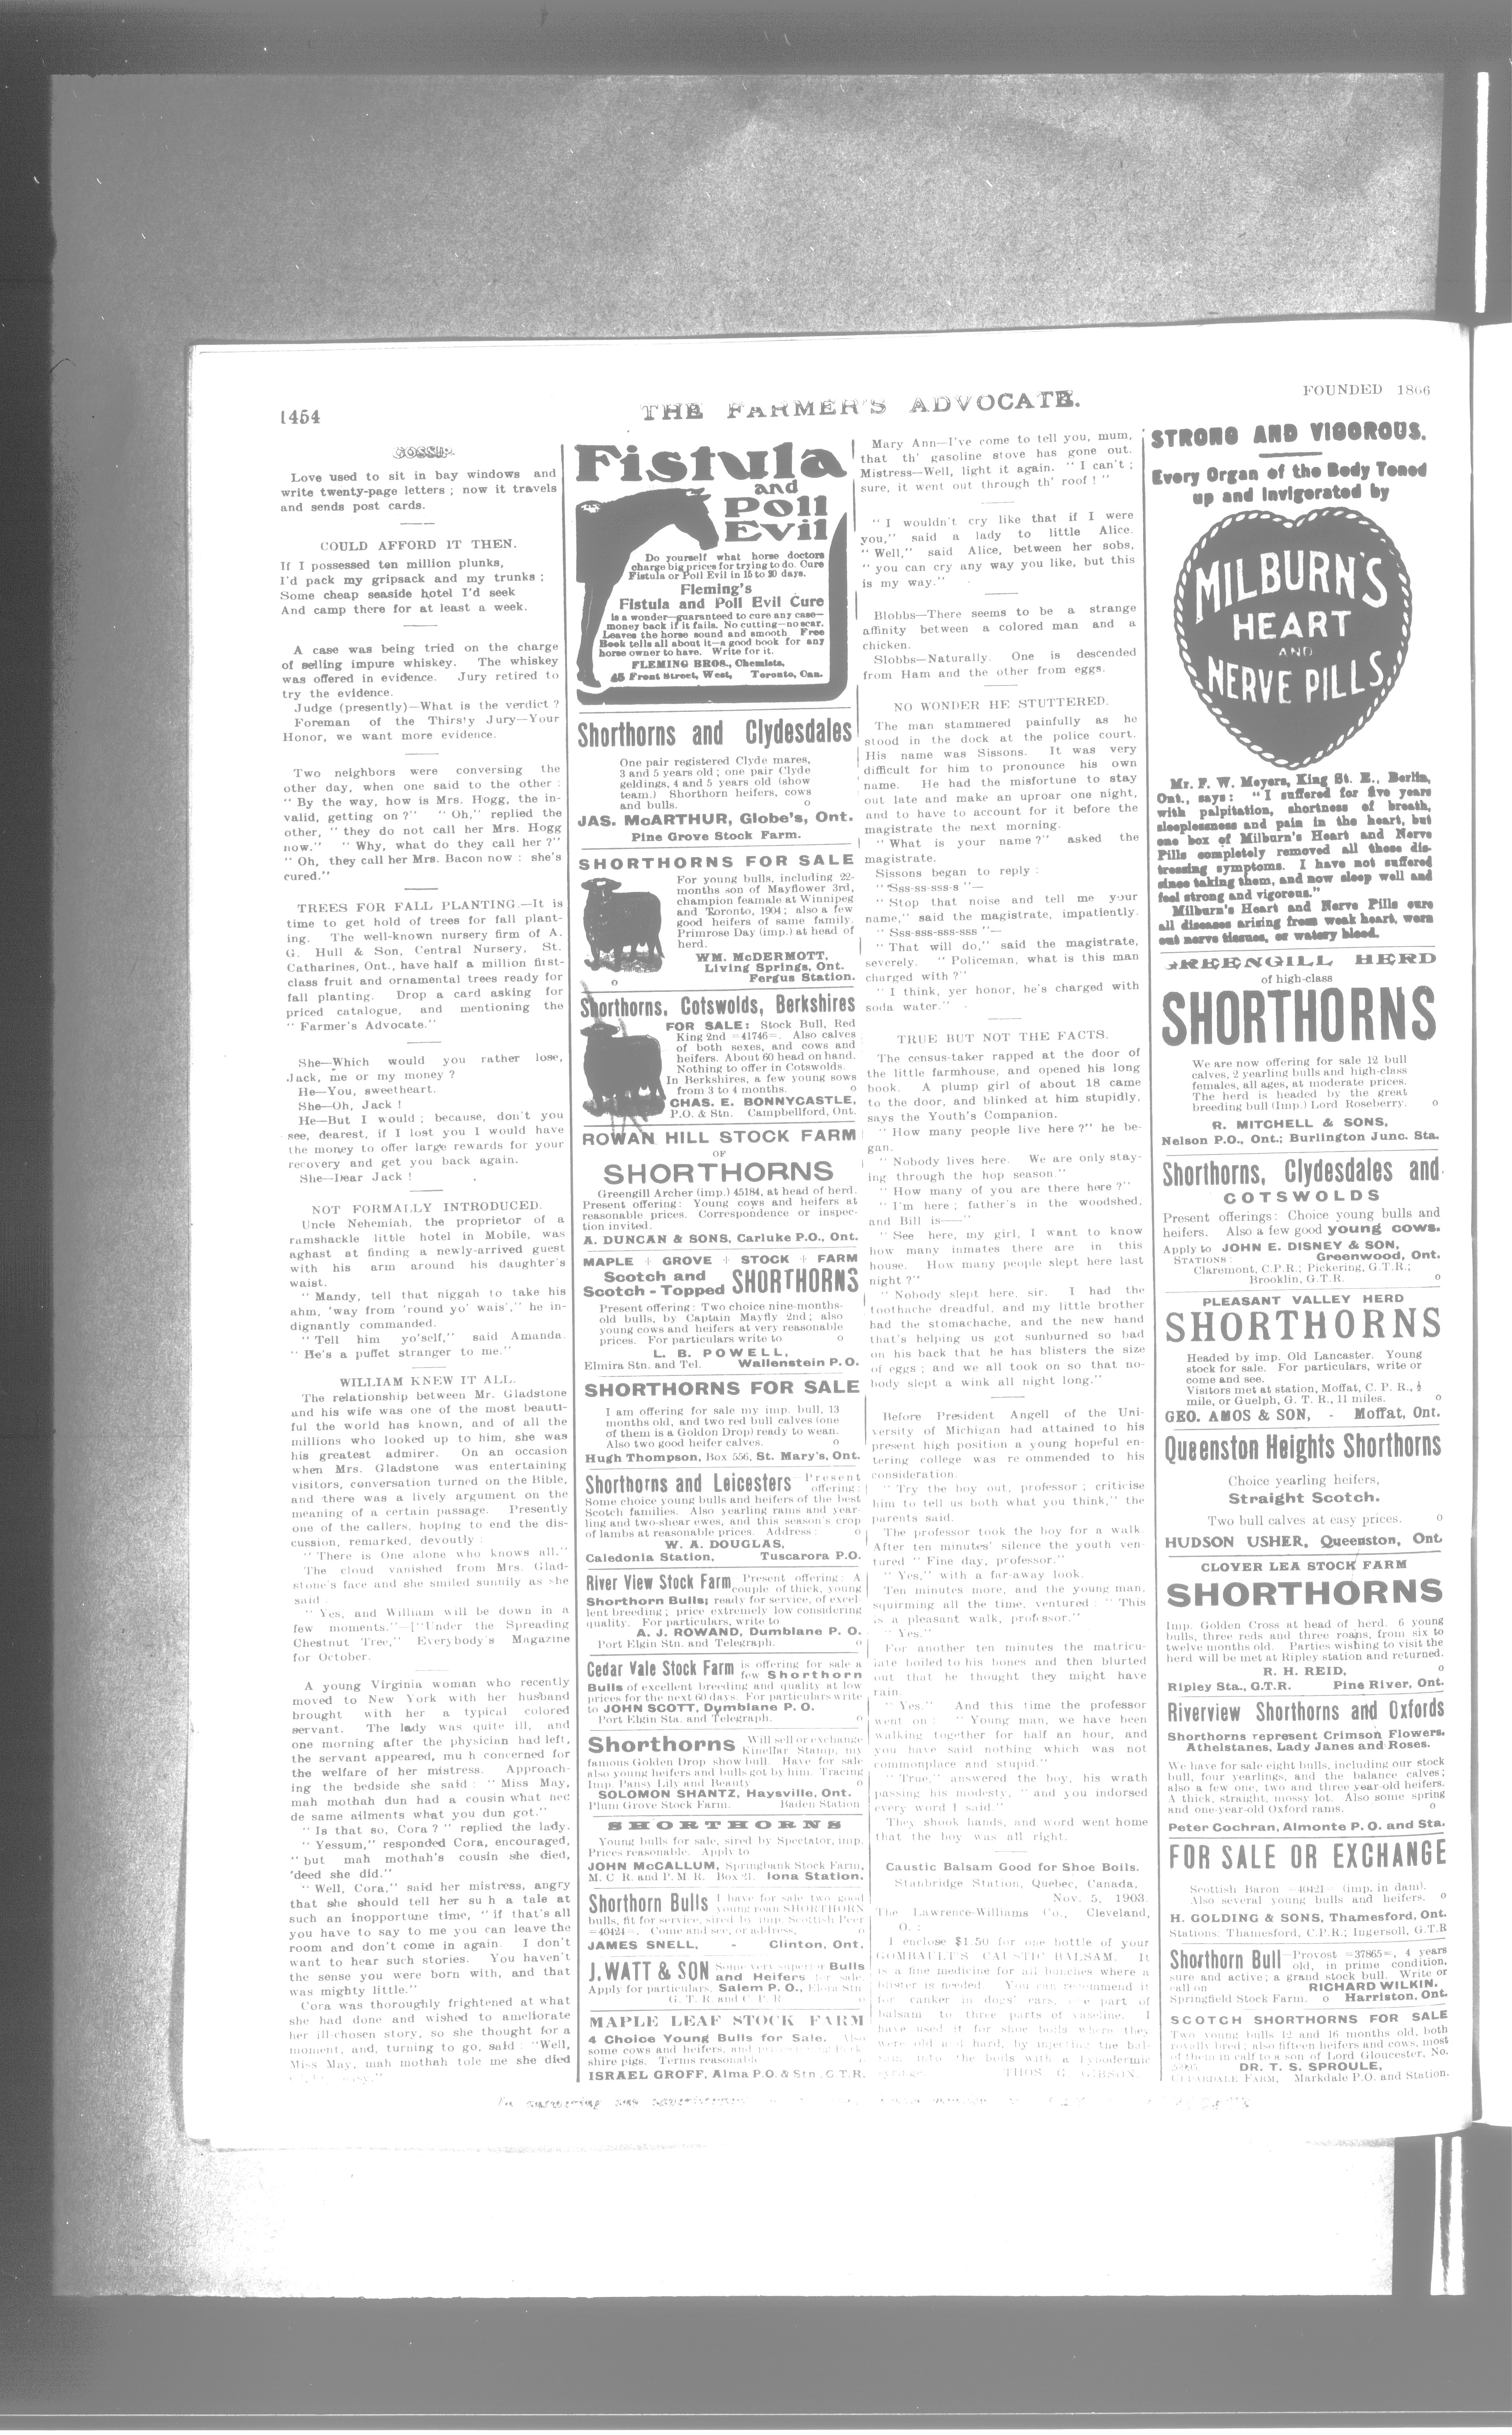 1454
THE FARMER'S ADVOCATE.
FOUNDED 1866
GOSSIP.
Love used to sit in bay windows and
write twenty-page letters ; now it travels
and sends post cards.
COULD AFFORD IT THEN.
If I possessed ten million plunks,
I'd pack my gripsack and my trunks ;
Some cheap seaside hotel I'd seek
And camp there for at least a week.
A case was being tried on the charge
of selling impure whiskey. The whiskey
was offered in evidence. Jury retired to
try the evidence.
Judge (presently)—What is the verdict ?
Foreman of the Thirsty Jury—Your
Honor, we want more evidence.
Two neighbors were conversing the
other day, when one said to the other :
" By the way, how is Mrs. Hogg, the in-
valid, getting on ?" " Oh," replied the
other, " they do not call her Mrs. Hogg
now." " Why, what do they call her ?"
" Oh, they call her Mrs. Bacon now : she's
cured."
TREES FOR FALL PLANTING.—It is
time to get hold of trees for fall plant-
ing. The well-known nursery firm of A.
G. Hull & Son, Central Nursery, St.
Catharines, Ont., have half a million first-
class fruit and ornamental trees ready for
fall planting. Drop a card asking for
priced catalogue, and mentioning the
" Farmer's Advocate."
She—Which would you rather lose,
Jack, me or my money ?
He—You, sweetheart.
She—Oh, Jack !
He—But I would ; because, don't you
see, dearest, if I lost you I would have
the money to offer large rewards for your
recovery and get you back again.
She—Dear Jack !
NOT FORMALLY INTRODUCED.
Uncle Nehemiah, the proprietor of a
ramshackle little hotel in Mobile, was
aghast at finding a newly-arrived guest
with his arm around his daughter's
waist.
" Mandy, tell that niggah to take his
ahm, 'way from 'round yo' wais'," he in-
dignantly commanded.
" Tell him yo'self," said Amanda.
" He's a puffet stranger to me."
WILLIAM KNEW IT ALL.
The relationship between Mr. Gladstone
and his wife was one of the most beauti-
ful the world has known, and of all the
millions who looked up to him, she was
his greatest admirer. On an occasion
when Mrs. Gladstone was entertaining
visitors, conversation turned on the Bible,
and there was a lively argument on the
meaning of a certain passage. Presently
one of the callers, hoping to end the dis-
cussion, remarked, devoutly :
" There is One alone who knows all."
The cloud vanished from Mrs. Glad-
stone's face and she smiled sunnily as she
said :
" Yes, and William will be down in a
few moments."—["Under the Spreading
Chestnut Tree," Everybody's Magazine
for October.
A young Virginia woman who recently
moved to New York with her husband
brought with her a typical colored
servant. The lady was quite ill, and
one morning after the physician had left,
the servant appeared, mu h concerned for
the welfare of her mistress. Approach-
ing the bedside she said : " Miss May,
mah mothah dun had a cousin what nec
de same ailments what you dun got."
" Is that so, Cora ? " replied the lady.
" Yessum," responded Cora, encouraged,
" but mah mothah's cousin she died,
'deed she did."
" Well, Cora," said her mistress, angry
that she should tell her su h a tale at
such an inopportune time, " if that's all
you have to say to me you can leave the
room and don't come in again. I don't
want to hear such stories. You haven't
the sense you were born with, and that
was mighty little."
Cora was thoroughly frightened at what
she had done and wished to ameliorate
her ill-chosen story, so she thought for a
moment, and, turning to go, said : "Well,
Miss May, mah mothah tole me she died
Fistula
and
Poll
Evil
Do yourself what horse doctors
charge big prices for trying to do. Cure
Fistula or Poll Evil in 15 to 30 days.
Fleming's
Fistula and Poll Evil Cure
is a wonder—guaranteed to cure any case—
money back if it fails. No cutting—no scar.
Leaves the horse sound and smooth Free
Book tells all about it—a good book for any
horse owner to have. Write for it.
FLEMING BROS., Chemists,
45 Front Street, West, Toronto, Can.
Shorthorns and Clydesdales
One pair registered Clyde mares,
3 and 5 years old ; one pair Clyde
geldings, 4 and 5 years old (show
team.) Shorthorn heifers, cows
and bulls. o
JAS. McARTHUR, Globe's, Ont.
Pine Grove Stock Farm.
SHORTHORNS FOR SALE
For young bulls, including 22-
months son of Mayflower 3rd,
champion feamale at Winnipeg
and Toronto, 1904; also a few
good heifers of same family.
Primrose Day (imp.) at head of
herd.
WM. McDERMOTT,
Living Springs, Ont.
o Fergus Station.
Shorthorns, Cotswolds, Berkshires
FOR SALE: Stock Bull, Red
King 2nd =41746=. Also calves
of both sexes, and cows and
heifers. About 60 head on hand.
Nothing to offer in Cotswolds.
In Berkshires, a few young sows
from 3 to 4 months. o
CHAS. E. BONNYCASTLE,
P.O. & Stn. Campbellford, Ont.
ROWAN HILL STOCK FARM
OF
SHORTHORNS
Greengill Archer (imp.) 45184, at head of herd.
Present offering: Young cows and heifers at
reasonable prices. Correspondence or inspec-
tion invited.
A. DUNCAN & SONS, Carluke P.O., Ont.
MAPLE + GROVE + STOCK + FARM
Scotch and
Scotch-Topped SHORTHORNS
Present offering: Two choice nine-months-
old bulls, by Captain Mayfly 2nd; also
young cows and heifers at very reasonable
prices. For particulars write to o
L. B. POWELL,
Elmira Stn. and Tel. Wallenstein P. O.
SHORTHORNS FOR SALE
I am offering for sale my imp. bull, 13
months old, and two red bull calves (one
of them is a Goldon Drop) ready to wean.
Also two good heifer calves. o
Hugh Thompson, Box 556, St. Mary's, Ont.
Shorthorns and Leicesters Present
offering:
Some choice young bulls and heifers of the best
Scotch families. Also yearling rams and year-
ling and two-shear ewes, and this season's crop
of lambs at reasonable prices. Address: o
W. A. DOUGLAS,
Caledonia Station, Tuscarora P.O.
River View Stock Farm Present offering: A
couple of thick, young
Shorthorn Bulls; ready for service, of excel-
lent breeding ; price extremely low considering
quality. For particulars, write to
A. J. ROWAND, Dumblane P. O.
Port Elgin Stn. and Telegraph. o
Cedar Vale Stock Farm is offering for sale a
few Shorthorn
Bulls of excellent breeding and quality at low
prices for the next 60 days. For particulars write
to JOHN SCOTT, Dumblane P. O.
Port Elgin Sta. and Telegraph. o
Shorthorns Will sell or exchange
Kinellar Stamp, my
famous Golden Drop show bull. Have for sale
also young heifers and bulls got by him. Tracing
Imp. Pansy Lily and Beauty o
SOLOMON SHANTZ, Haysville, Ont.
Plum Grove Stock Farm. Baden Station
SHORTHORNS
Young bulls for sale, sired by Spectator, imp.
Prices reasonable. Apply to
JOHN McCALLUM, Springbank Stock Farm,
M. C R. and P. M R. Box 21. Iona Station.
Shorthorn Bulls I have for sale two good
young roan SHORTHORN
bulls, fit for service, sired by imp. Scottish Peer
=40424=. Come and see, or address, o
JAMES SNELL, - Clinton, Ont.
J. WATT & SON Some very superior Bulls
and Heifers for sale.
Apply for particulars, Salem P. O., Elora Stn
G. T. R. and C. P. R
MAPLE LEAF STOCK FARM
4 Choice Young Bulls for Sale. Also
some cows and heifers, and
shire pigs. Terms reasonable o
ISRAEL GROFF, Alma P.O. & Stn .G.T.R.
Mary Ann—I've come to tell you, mum,
that th' gasoline stove has gone out.
Mistress—Well, light it again. " I can't ;
sure, it went out through th' roof ! "
" I wouldn't cry like that if I were
you," said a lady to little Alice.
" Well," said Alice, between her sobs,
" you can cry any way you like, but this
is my way."
Blobbs—There seems to be a strange
affinity between a colored man and a
chicken.
Slobbs—Naturally. One is descended
from Ham and the other from eggs.
NO WONDER HE STUTTERED.
The man stammered painfully as he
stood in the dock at the police court.
His name was Sissons. It was very
difficult for him to pronounce his own
name. He had the misfortune to stay
out late and make an uproar one night,
and to have to account for it before the
magistrate the next morning.
" What is your name ?" asked the
magistrate.
Sissons began to reply :
" Sss-ss-sss-s "—
" Stop that noise and tell me your
name," said the magistrate, impatiently.
" Sss-sss-sss-sss "—
" That will do," said the magistrate,
severely. " Policeman, what is this man
charged with ?"
" I think, yer honor, he's charged with
soda water."
TRUE BUT NOT THE FACTS.
The census-taker rapped at the door of
the little farmhouse, and opened his long
book. A plump girl of about 18 came
to the door, and blinked at him stupidly,
says the Youth's Companion.
" How many people live here ?" he be-
gan.
" Nobody lives here. We are only stay-
ing through the hop season."
" How many of you are there here ?"
" I'm here ; father's in the woodshed,
and Bill is——"
" See here, my girl, I want to know
how many inmates there are in this
house. How many people slept here last
night ?"
" Nobody slept here, sir. I had the
toothache dreadful, and my little brother
had the stomachache, and the new hand
that's helping us got sunburned so bad
on his back that he has blisters the size
of eggs ; and we all took on so that no-
body slept a wink all night long."
Before President Angell of the Uni-
versity of Michigan had attained to his
present high position a young hopeful en-
tering college was re ommended to his
consideration.
" Try the boy out, professor ; criticise
him to tell us both what you think," the
parents said.
The professor took the boy for a walk.
After ten minutes' silence the youth ven-
tured " Fine day, professor."
" Yes," with a far-away look.
Ten minutes more, and the young man,
squirming all the time, ventured : " This
is a pleasant walk, professor."
" Yes."
For another ten minutes the matricu-
late boiled to his bones and then blurted
out that he thought they might have
rain.
" Yes." And this time the professor
went on : " Young man, we have been
walking together for half an hour, and
you have said nothing which was not
commonplace and stupid."
" True," answered the boy, his wrath
passing his modesty, " and you indorsed
every word I said."
They shook hands, and word went home
that the boy was all right.
Caustic Balsam Good for Shoe Boils.
Stanbridge Station, Quebec, Canada,
Nov. 5, 1903.
The Lawrence-Williams Co., Cleveland,
O. :
I enclose $1.50 for one bottle of your
GOMBAULT'S CAUSTIC BALSAM. It
is a fine medicine for all bunches where a
blister is needed You can recommend it
for canker in dogs' ears, one part of
balsam to three parts of vaseline. I
have used it for shoe boils where they
were old and hard, by injecting the bal-
sam into the boils with a hypodermic
syringe. THOS G. GIBSON.
STRONG AND VIGOROUS.
Every Organ of the Body Toned
up and Invigorated by
MILBURN'S
HEART
AND
NERVE PILLS.
Mr. F. W. Meyers, King St. E., Berlin,
Ont., says: "I suffered for five years
with palpitation, shortness of breath,
sleeplessness and pain in the heart, but
one box of Milburn's Heart and Nerve
Pills completely removed all these dis-
tressing symptoms. I have not suffered
since taking them, and now sleep well and
feel strong and vigorous."
Milburn's Heart and Nerve Pills cure
all diseases arising from weak heart, worn
out nerve tissues, or watery blood.
GREENGILL HERD
of high-class
SHORTHORNS
We are now offering for sale 12 bull
calves, 2 yearling bulls and high-class
females, all ages, at moderate prices.
The herd is headed by the great
breeding bull (Imp.) Lord Roseberry. o
R. MITCHELL & SONS,
Nelson P.O., Ont.; Burlington Junc. Sta.
Shorthorns, Clydesdales and
COTSWOLDS
Present offerings: Choice young bulls and
heifers. Also a few good young cows.
Apply to JOHN E. DISNEY & SON,
STATIONS: Greenwood, Ont.
Claremont, C.P.R.; Pickering, G.T.R.;
Brooklin, G.T.R. o
PLEASANT VALLEY HERD
SHORTHORNS
Headed by imp. Old Lancaster. Young
stock for sale. For particulars, write or
come and see.
Visitors met at station, Moffat, C. P. R., ½
mile, or Guelph, G. T. R., 11 miles. o
GEO. AMOS & SON, - Moffat, Ont.
Queenston Heights Shorthorns
Choice yearling heifers,
Straight Scotch.
Two bull calves at easy prices. o
HUDSON USHER, Queenston, Ont
CLOVER LEA STOCK FARM
SHORTHORNS
Imp. Golden Cross at head of herd. 6 young
bulls, three reds and three roans, from six to
twelve months old. Parties wishing to visit the
herd will be met at Ripley station and returned.
R. H. REID, o
Ripley Sta., G.T.R. Pine River, Ont.
Riverview Shorthorns and Oxfords
Shorthorns represent Crimson Flowers,
Athelstanes, Lady Janes and Roses.
We have for sale eight bulls, including our stock
bull, four yearlings, and the balance calves;
also a few one, two and three year-old heifers.
A thick, straight, mossy lot. Also some spring
and one-year-old Oxford rams. o
Peter Cochran, Almonte P. O. and Sta.
FOR SALE OR EXCHANGE
Scottish Baron =40421= (imp. in dam).
Also several young bulls and heifers. o
H. GOLDING & SONS, Thamesford, Ont.
Stations: Thamesford, C.P.R.; Ingersoll, G.T.R
Shorthorn Bull—Provost =37865=, 4 years
old, in prime condition,
sure and active; a grand stock bull. Write or
call on RICHARD WILKIN.
Springfield Stock Farm. o Harriston, Ont.
SCOTCH SHORTHORNS FOR SALE
Two young bulls 12 and 16 months old, both
royally bred; also fifteen heifers and cows, most
of them in calf to a son of Lord Gloucester, No.
DR. T. S. SPROULE,
CEDARDALE FARM, Markdale P.O. and Station.
In answering any advertisement